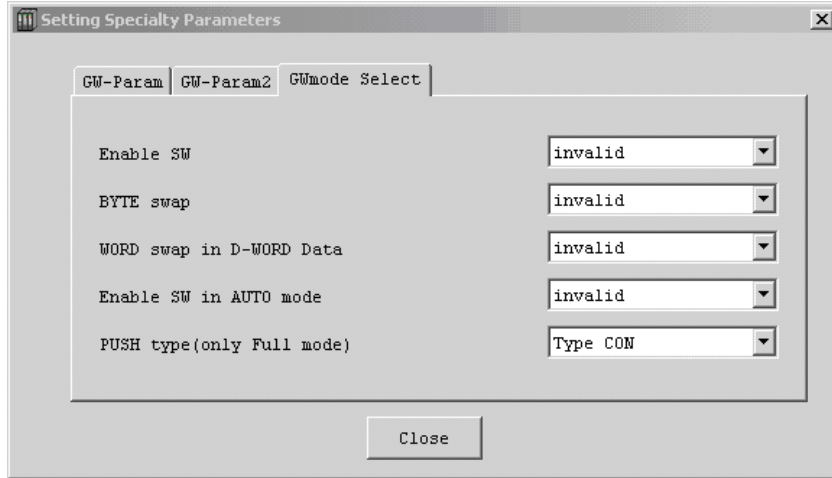 Setting Specialty Parameters
GW-Param GW-Param2 GWmode Select
Enable SW invalid
BYTE swap invalid
WORD swap in D-WORD Data invalid
Enable SW in AUTO mode invalid
PUSH type(only Full mode) Type CON
Close